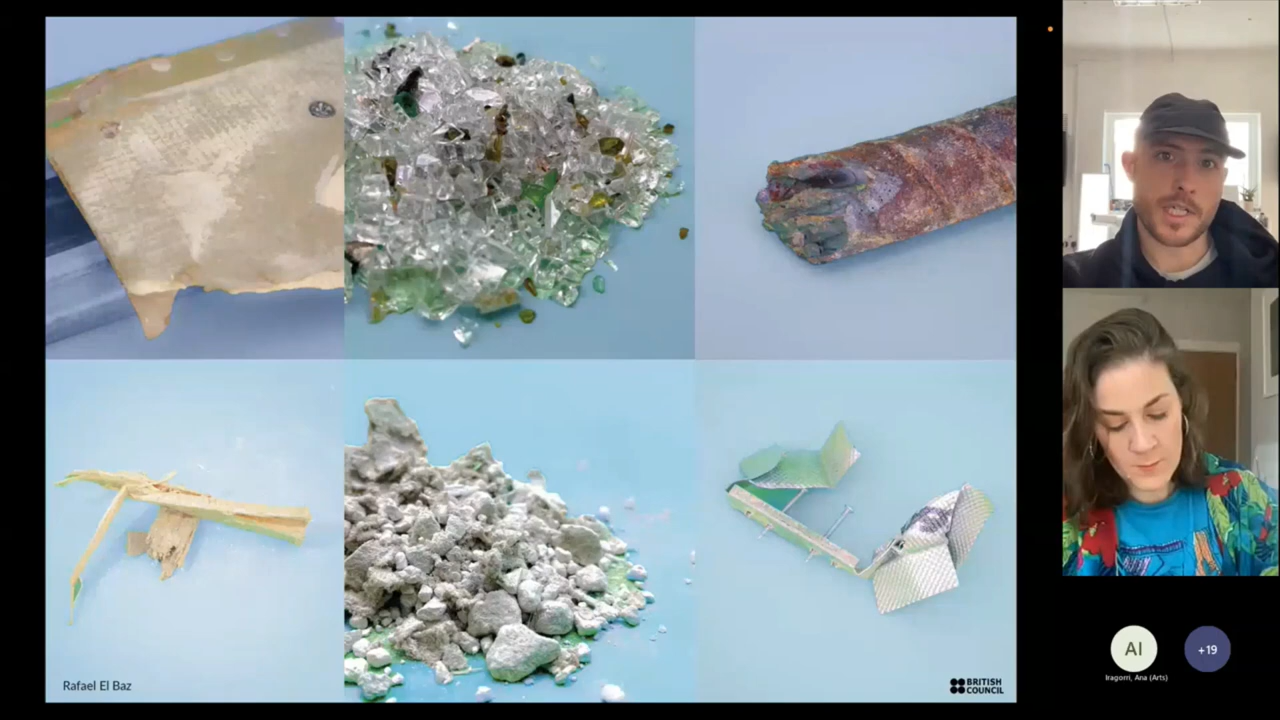 Rafael El Baz
BRITISH
COUNCIL
AI
+19
Iragorri, Ana (Arts)